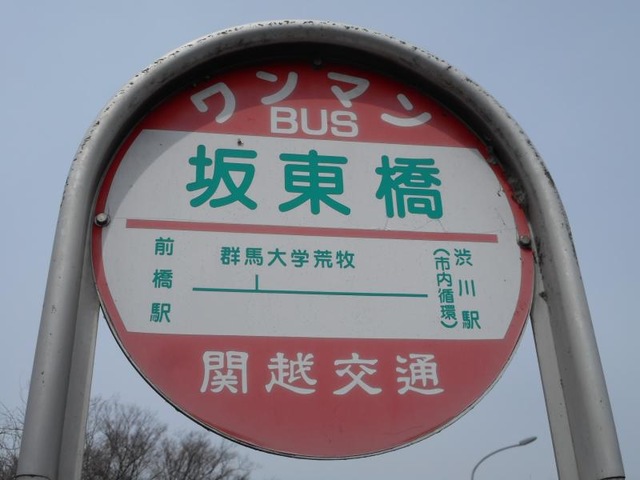 ワンマン
BUS
坂東橋
前橋駅
群馬大学荒牧
渋川駅
(市内循環)
関越交通